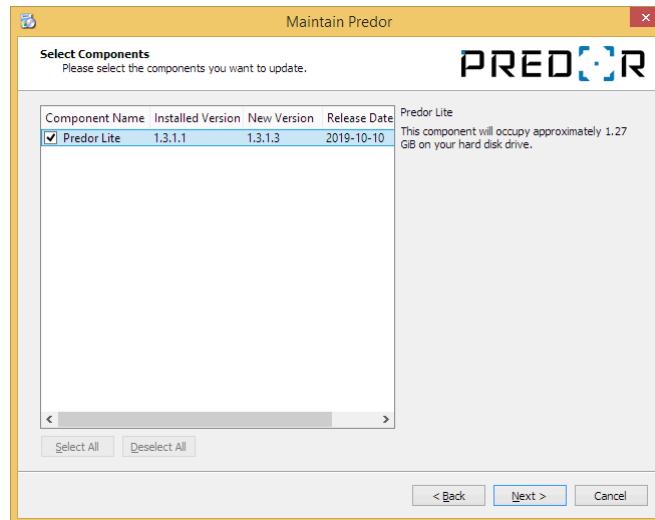 Maintain Predor
Select Components
Please select the components you want to update.
PRED[·]R
Component Name Installed Version New Version Release Date
Predor Lite 1.3.1.1 1.3.1.3 2019-10-10
Predor Lite
This component will occupy approximately 1.27
GiB on your hard disk drive.
Select All Deselect All
< Back Next > Cancel